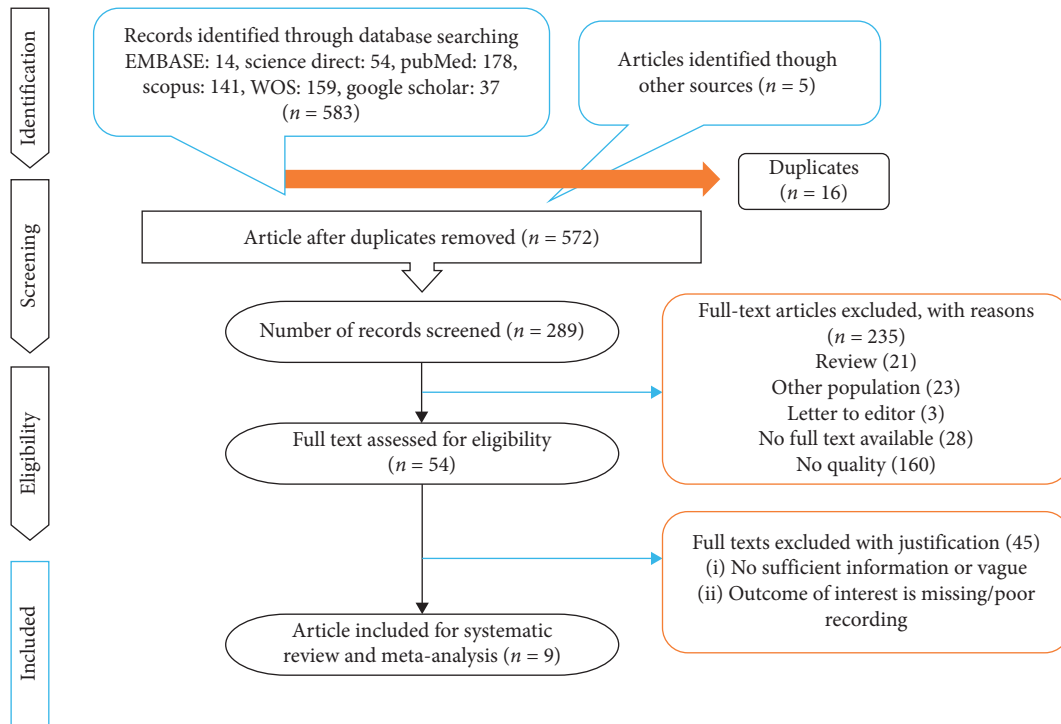 Identification
Records identified through database searching
EMBASE: 14, science direct: 54, pubMed: 178,
scopus: 141, WOS: 159, google scholar: 37
(n = 583)
Articles identified though
other sources (n = 5)
Duplicates
(n = 16)
Screening
Article after duplicates removed (n = 572)
Number of records screened (n = 289)
Full-text articles excluded, with reasons
(n = 235)
Review (21)
Other population (23)
Letter to editor (3)
No full text available (28)
No quality (160)
Eligibility
Full text assessed for eligibility
(n = 54)
Full texts excluded with justification (45)
(i) No sufficient information or vague
(ii) Outcome of interest is missing/poor
recording
Included
Article included for systematic
review and meta-analysis (n = 9)